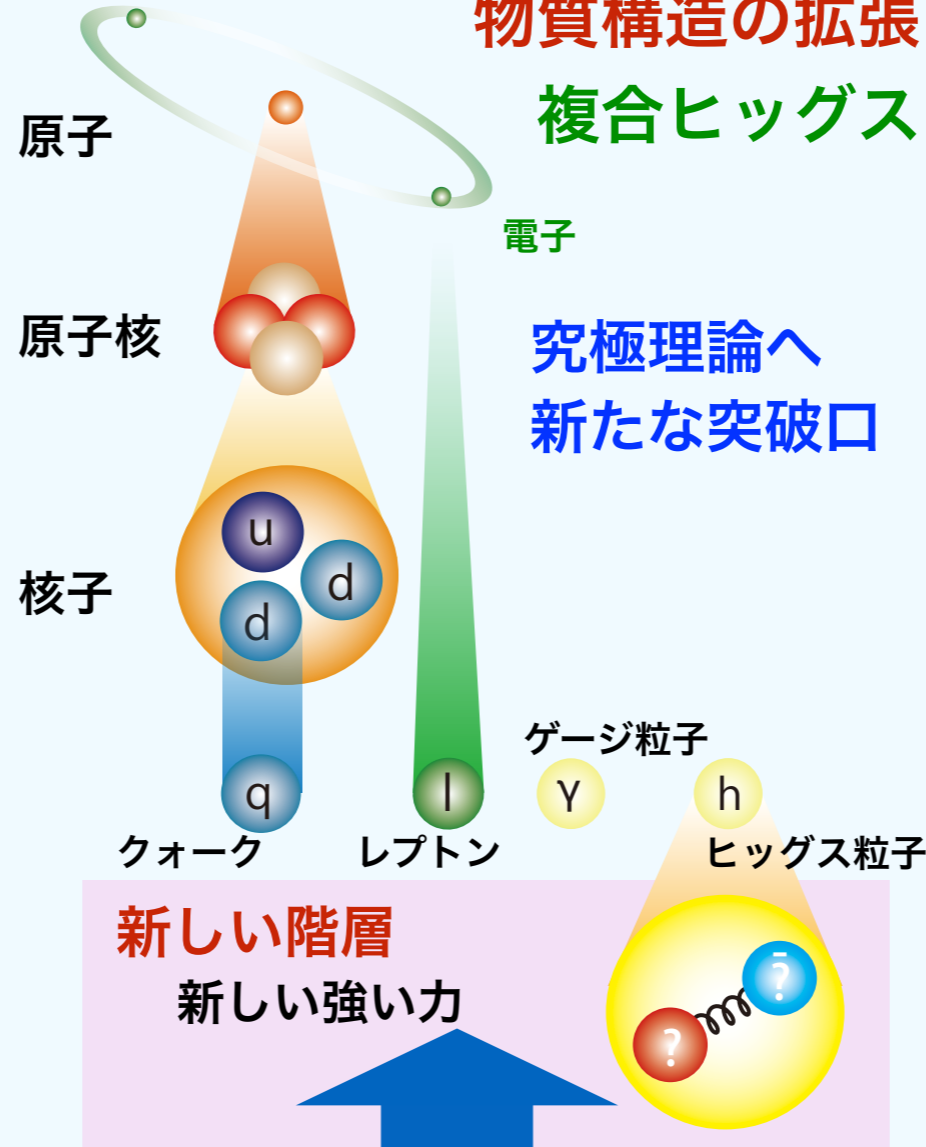 物質構造の拡張
複合ヒッグス
原子
電子
原子核
究極理論へ
新たな突破口
u
d
d
核子
ゲージ粒子
q
l
γ
h
クォーク
レプトン
ヒッグス粒子
新しい階層
新しい強い力
?̄
?